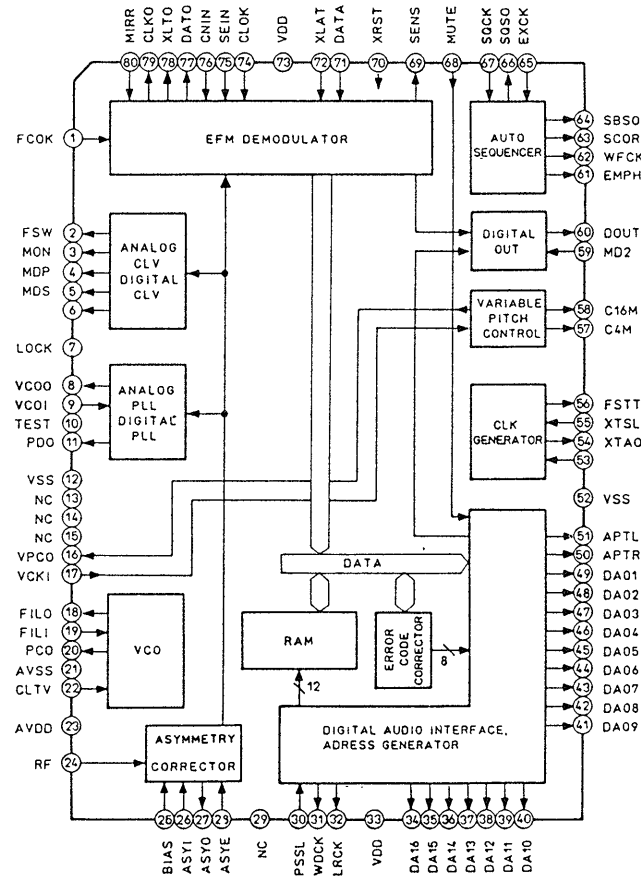 MIRR
CLKO
XLTO
DATO
CNIN
SEIN
CLOK
VDD
XLAT
DATA
XRST
SENS
MUTE
SQCK
SQSO
EXCK
80
79
78
77
76
75
74
73
72
71
70
69
68
67
66
65
FCOK
1
EFM DEMODULATOR
AUTO
SEQUENCER
64
SBSO
63
SCOR
62
WFCK
61
EMPH
FSW
2
MON
3
MDP
4
MDS
5
6
ANALOG
CLV
DIGITAL
CLV
DIGITAL
OUT
60
DOUT
59
MD2
VARIABLE
PITCH
CONTROL
58
C16M
57
C4M
LOCK
7
VCOO
8
VCOI
9
TEST
10
PDO
11
ANALOG
PLL
DIGITAL
PLL
CLK
GENERATOR
56
FSTT
55
XTSL
54
XTAO
53
VSS
12
NC
13
NC
14
NC
15
VPCO
16
VCKI
17
52
VSS
DATA
51
APTL
50
APTR
49
DA01
48
DA02
47
DA03
46
DA04
45
DA05
44
DA06
43
DA07
42
DA08
41
DA09
FILO
18
FILI
19
PCO
20
AVSS
21
CLTV
22
VCO
RAM
ERROR
CODE
CORRECTOR
8
12
AVDD
23
RF
24
ASYMMETRY
CORRECTOR
DIGITAL AUDIO INTERFACE,
ADRESS GENERATOR
25
26
27
29
29
30
31
32
33
34
35
36
37
38
39
40
BIAS
ASYI
ASYO
ASYE
NC
PSSL
WDCK
LRCK
VDD
DA16
DA15
DA14
DA13
DA12
DA11
DA10